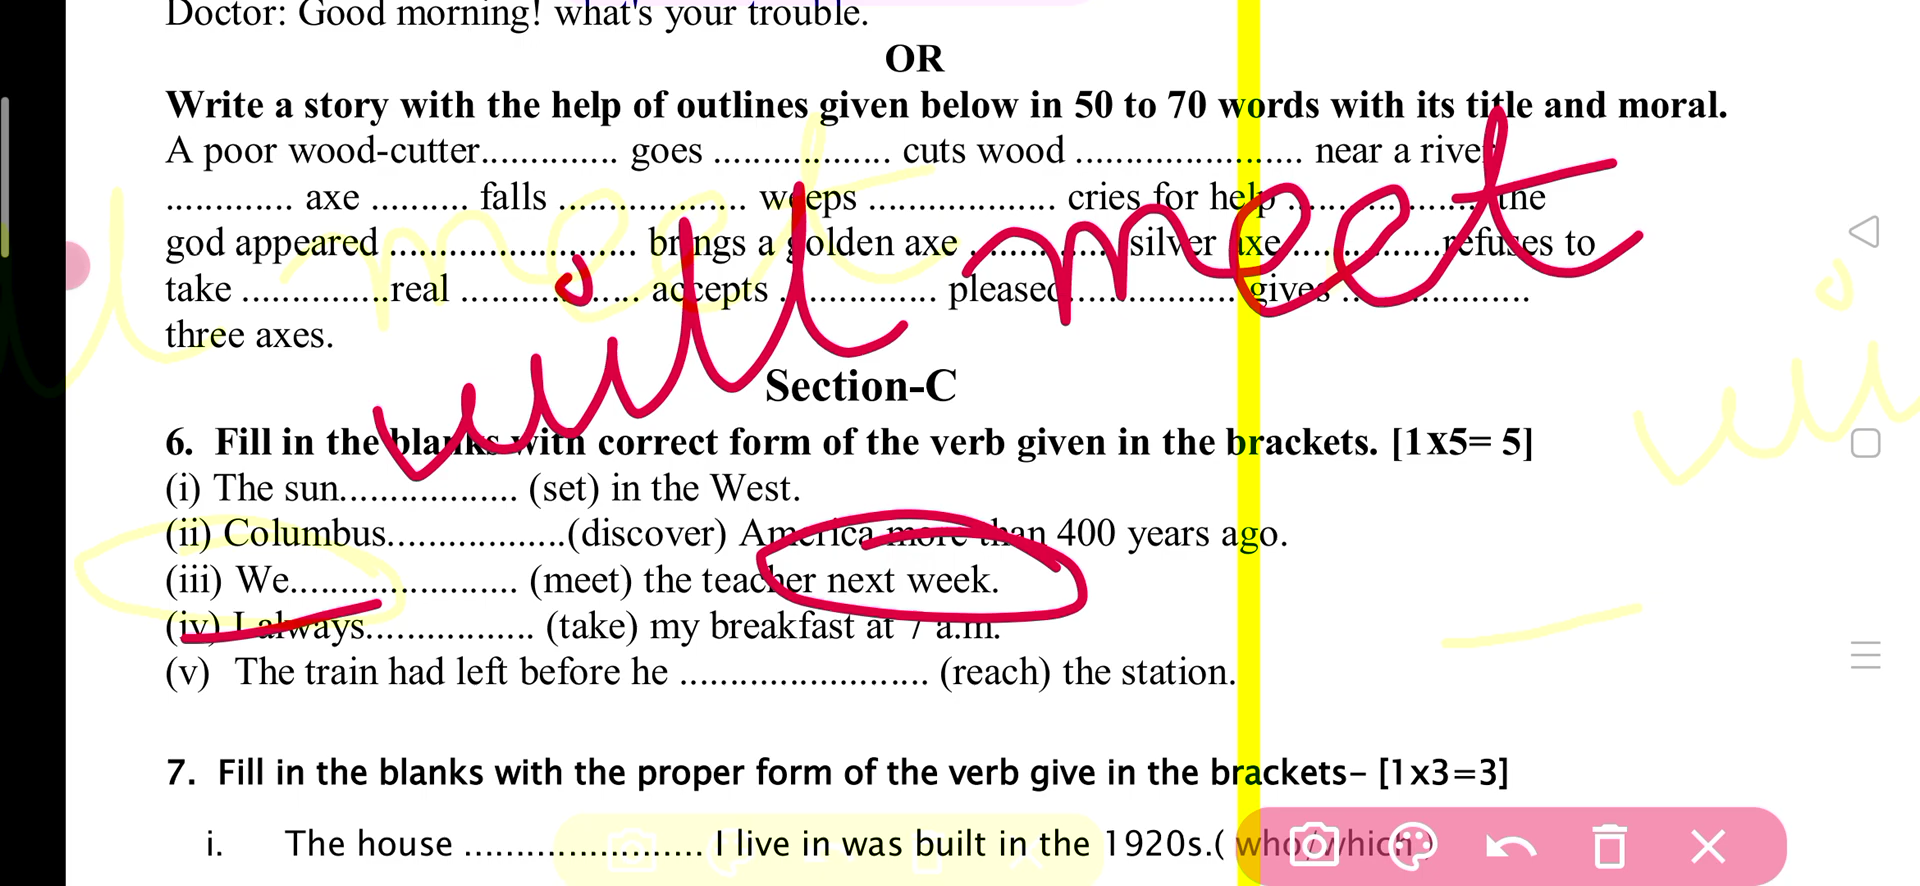 Doctor: Good morning! what's your trouble.
OR
Write a story with the help of outlines given below in 50 to 70 words with its title and moral.
A poor wood-cutter.............. goes .................. cuts wood ....................... near a river
............. axe .......... falls ................... weeps ................... cries for help .................... the
god appeared ......................... brings a golden axe ................silver axe................refuses to
take ...............real .................. accepts ................ pleased.................. gives ...................
three axes.
will meet
Section-C
6. Fill in the blanks with correct form of the verb given in the brackets. [1x5= 5]
(i) The sun.................. (set) in the West.
(ii) Columbus..................(discover) America more than 400 years ago.
(iii) We....................... (meet) the teacher next week.
(iv) I always................. (take) my breakfast at 7 a.m.
(v) The train had left before he ......................... (reach) the station.
7. Fill in the blanks with the proper form of the verb give in the brackets- [1x3=3]
i. The house ........................ I live in was built in the 1920s.( who/which )